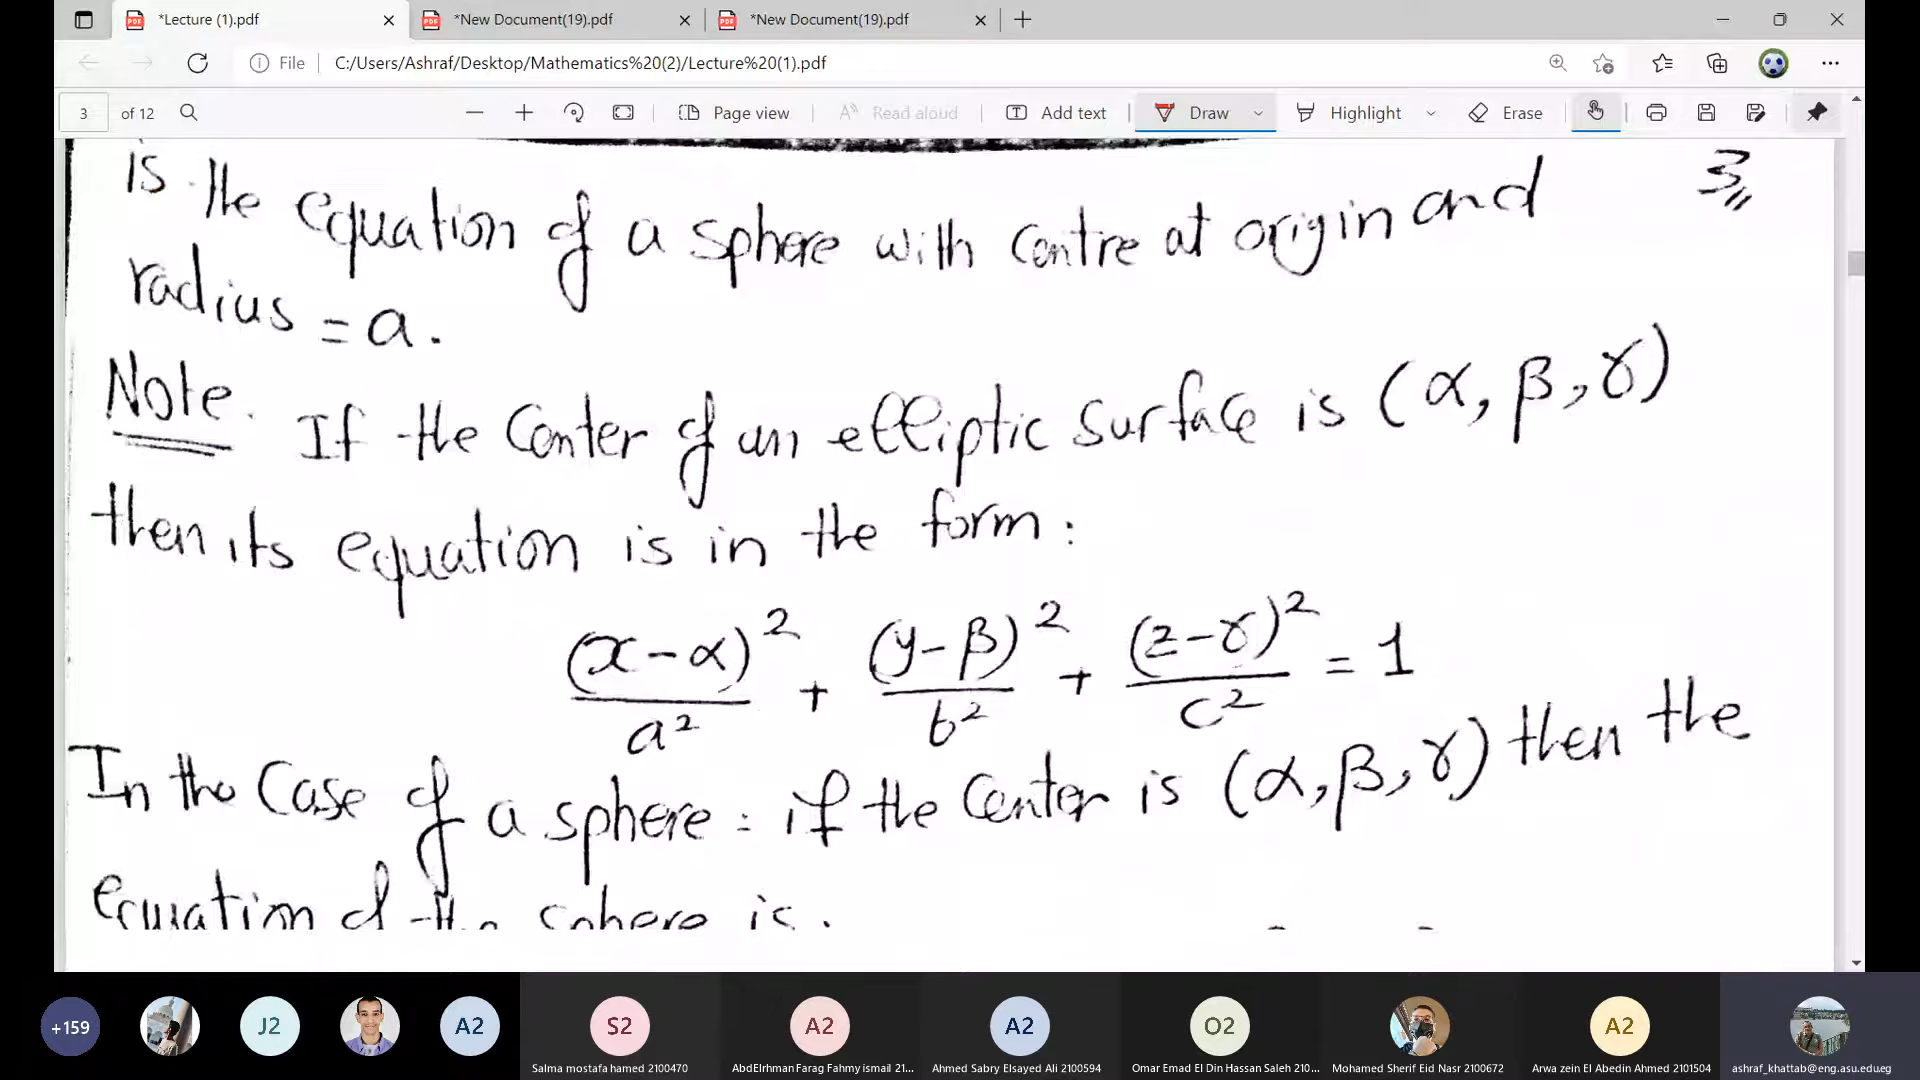 *Lecture (1).pdf
*New Document(19).pdf
*New Document(19).pdf
File
C:/Users/Ashraf/Desktop/Mathematics%20(2)/Lecture%20(1).pdf
3 of 12
Page view
Read aloud
Add text
Draw
Highlight
Erase
3
is the equation of a sphere with centre at origin and
radius = a.
Note. If the Center of an elliptic surface is (α, β, γ)
then its equation is in the form:
(x-α)²/a² + (y-β)²/b² + (z-γ)²/c² = 1
In the Case of a sphere: if the Center is (α, β, γ) then the
equation of the sphere is:
+159
J2
A2
S2
A2
A2
O2
A2
Salma mostafa hamed 2100470
AbdElrhman Farag Fahmy ismail 21...
Ahmed Sabry Elsayed Ali 2100594
Omar Emad El Din Hassan Saleh 210...
Mohamed Sherif Eid Nasr 2100672
Arwa zein El Abedin Ahmed 2101504
ashraf_khattab@eng.asu.edu.eg